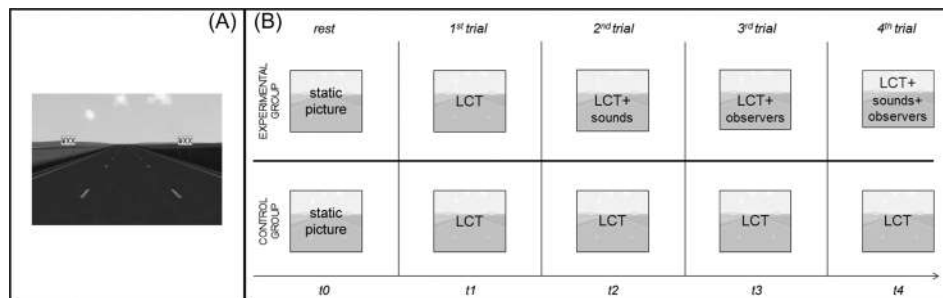 (A)
(B)
rest
1st trial
2nd trial
3rd trial
4th trial
EXPERIMENTAL
GROUP
static
picture
LCT
LCT+
sounds
LCT+
observers
LCT+
sounds+
observers
CONTROL
GROUP
static
picture
LCT
LCT
LCT
LCT
t0
t1
t2
t3
t4